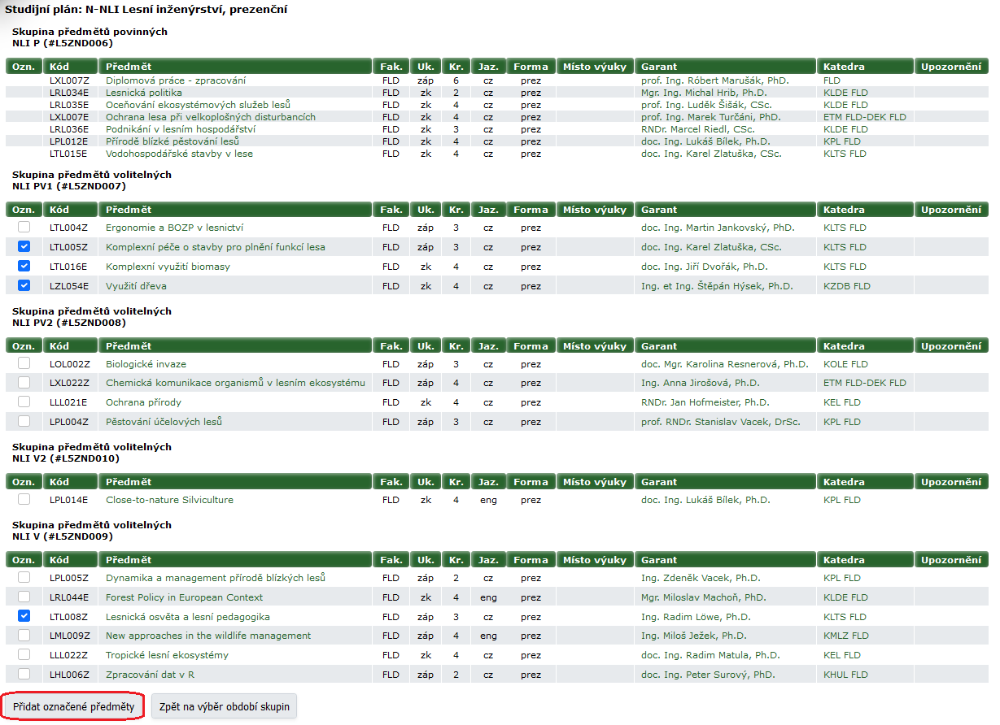 Studijní plán: N-NLI Lesní inženýrství, prezenční
Skupina předmětů povinných
NLI P (#L5ZND006)
Ozn. Kód Předmět Fak. Uk. Kr. Jaz. Forma Místo výuky Garant Katedra Upozornění
LXL007Z Diplomová práce - zpracování FLD záp 6 cz prez prof. Ing. Róbert Marušák, PhD. FLD
LRL034E Lesnická politika FLD zk 2 cz prez Mgr. Ing. Michal Hrib, Ph.D. KLDE FLD
LRL035E Oceňování ekosystémových služeb lesů FLD zk 4 cz prez prof. Ing. Luděk Šišák, CSc. KLDE FLD
LXL007E Ochrana lesa při velkoplošných disturbancích FLD zk 4 cz prez prof. Ing. Marek Turčáni, PhD. ETM FLD-DEK FLD
LRL036E Podnikání v lesním hospodářství FLD zk 3 cz prez RNDr. Marcel Riedl, CSc. KLDE FLD
LPL012E Přírodě blízké pěstování lesů FLD zk 4 cz prez doc. Ing. Lukáš Bílek, Ph.D. KPL FLD
LTL015E Vodohospodářské stavby v lese FLD zk 4 cz prez doc. Ing. Karel Zlatuška, CSc. KLTS FLD
Skupina předmětů volitelných
NLI PV1 (#L5ZND007)
Ozn. Kód Předmět Fak. Uk. Kr. Jaz. Forma Místo výuky Garant Katedra Upozornění
LTL004Z Ergonomie a BOZP v lesnictví FLD záp 3 cz prez doc. Ing. Martin Jankovský, PhD. KLTS FLD
LTL005Z Komplexní péče o stavby pro plnění funkcí lesa FLD záp 3 cz prez doc. Ing. Karel Zlatuška, CSc. KLTS FLD
LTL016E Komplexní využití biomasy FLD zk 4 cz prez doc. Ing. Jiří Dvořák, Ph.D. KLTS FLD
LZL054E Využití dřeva FLD zk 4 cz prez Ing. et Ing. Štěpán Hýsek, Ph.D. KZDB FLD
Skupina předmětů volitelných
NLI PV2 (#L5ZND008)
Ozn. Kód Předmět Fak. Uk. Kr. Jaz. Forma Místo výuky Garant Katedra Upozornění
LOL002Z Biologické invaze FLD záp 3 cz prez doc. Mgr. Karolina Resnerová, Ph.D. KOLE FLD
LXL022Z Chemická komunikace organismů v lesním ekosystému FLD záp 4 cz prez Ing. Anna Jirošová, Ph.D. ETM FLD-DEK FLD
LLL021E Ochrana přírody FLD zk 4 cz prez RNDr. Jan Hofmeister, Ph.D. KEL FLD
LPL004Z Pěstování účelových lesů FLD záp 3 cz prez prof. RNDr. Stanislav Vacek, DrSc. KPL FLD
Skupina předmětů volitelných
NLI V2 (#L5ZND010)
Ozn. Kód Předmět Fak. Uk. Kr. Jaz. Forma Místo výuky Garant Katedra Upozornění
LPL014E Close-to-nature Silviculture FLD zk 4 eng prez doc. Ing. Lukáš Bílek, Ph.D. KPL FLD
Skupina předmětů volitelných
NLI V (#L5ZND009)
Ozn. Kód Předmět Fak. Uk. Kr. Jaz. Forma Místo výuky Garant Katedra Upozornění
LPL005Z Dynamika a management přírodě blízkých lesů FLD záp 2 cz prez Ing. Zdeněk Vacek, Ph.D. KPL FLD
LRL044E Forest Policy in European Context FLD zk 4 eng prez Mgr. Miloslav Machoň, PhD. KLDE FLD
LTL008Z Lesnická osvěta a lesní pedagogika FLD záp 3 cz prez Ing. Radim Löwe, Ph.D. KLTS FLD
LML009Z New approaches in the wildlife management FLD záp 4 eng prez Ing. Miloš Ježek, Ph.D. KMLZ FLD
LLL022Z Tropické lesní ekosystémy FLD zk 4 cz prez doc. Ing. Radim Matula, Ph.D. KEL FLD
LHL006Z Zpracování dat v R FLD záp 2 cz prez doc. Ing. Peter Surový, PhD. KHUL FLD
Přidat označené předměty Zpět na výběr období skupin